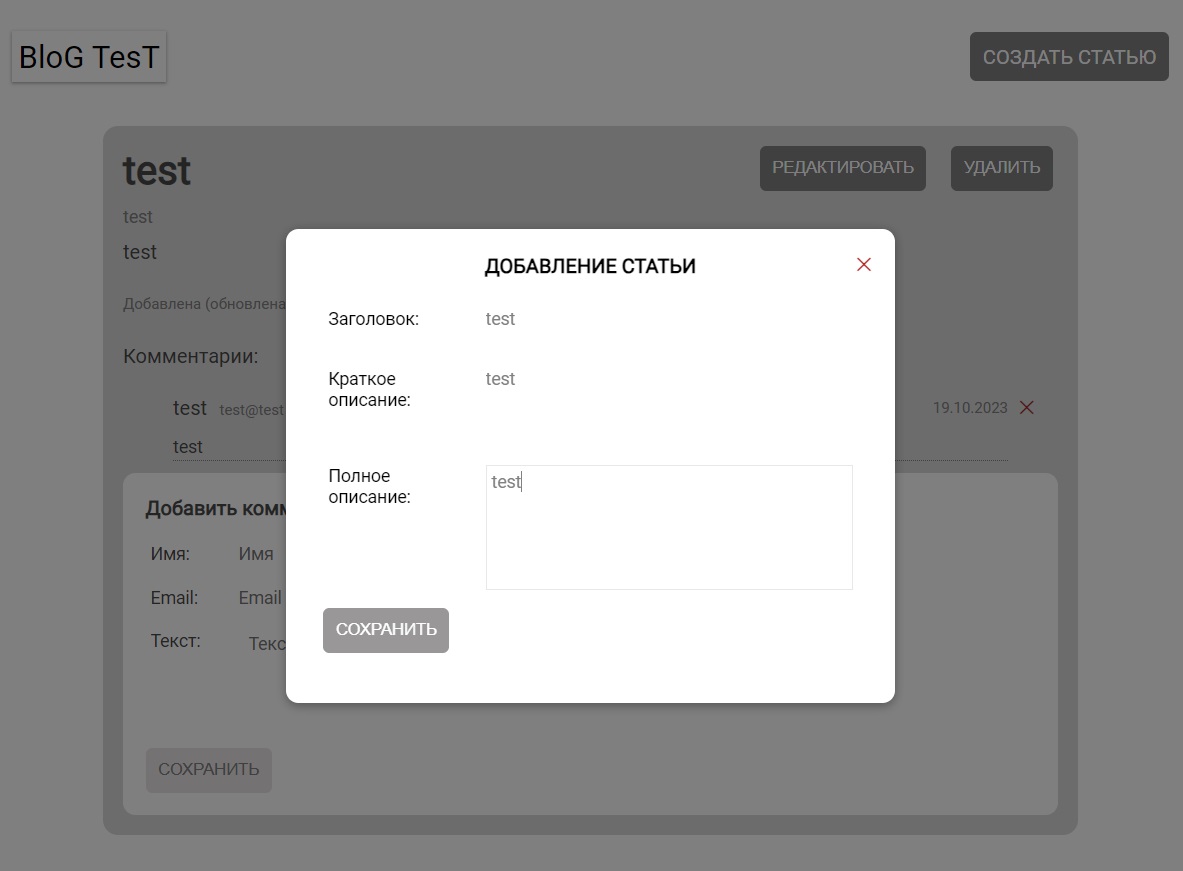 BloG TesT
СОЗДАТЬ СТАТЬЮ
test
РЕДАКТИРОВАТЬ
УДАЛИТЬ
test
test
Добавлена (обновлена
Комментарии:
test test@test
19.10.2023
test
Добавить комм
Имя: Имя
Email: Email
Текст: Текс
СОХРАНИТЬ
ДОБАВЛЕНИЕ СТАТЬИ
Заголовок: test
Краткое test
описание:
Полное test
описание:
СОХРАНИТЬ